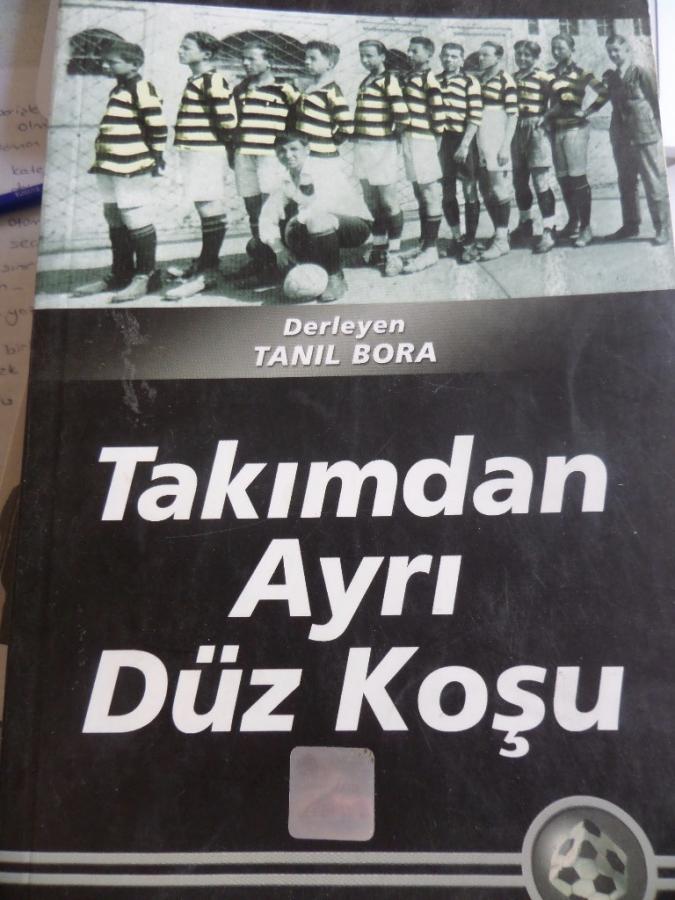 Derleyen
TANIL BORA
Takımdan
Ayrı
Düz Koşu